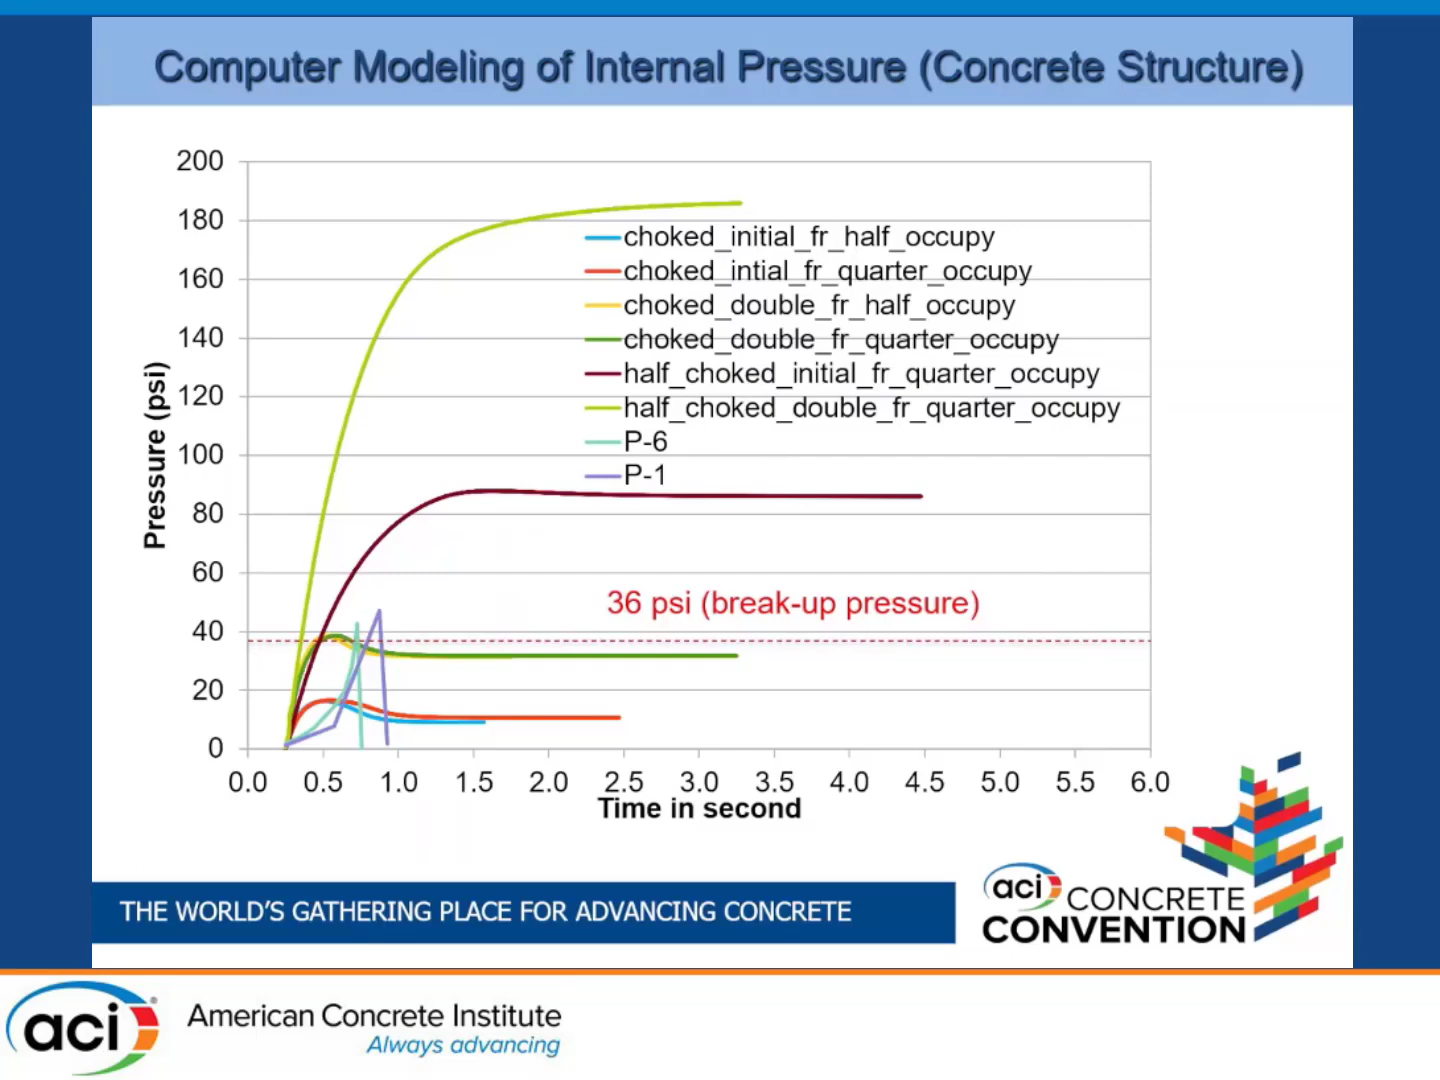 Computer Modeling of Internal Pressure (Concrete Structure)
200
180
160
140
120
100
80
60
40
20
0
Pressure (psi)
choked_initial_fr_half_occupy
choked_intial_fr_quarter_occupy
choked_double_fr_half_occupy
choked_double_fr_quarter_occupy
half_choked_initial_fr_quarter_occupy
half_choked_double_fr_quarter_occupy
P-6
P-1
36 psi (break-up pressure)
0.0 0.5 1.0 1.5 2.0 2.5 3.0 3.5 4.0 4.5 5.0 5.5 6.0
Time in second
THE WORLD'S GATHERING PLACE FOR ADVANCING CONCRETE
aci CONCRETE
CONVENTION
aci
American Concrete Institute
Always advancing